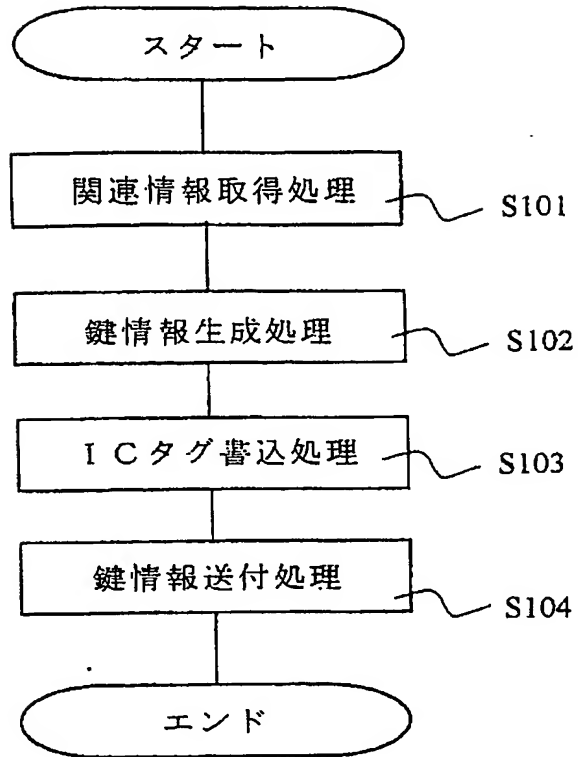 スタート
関連情報取得処理
S101
鍵情報生成処理
S102
ICタグ書込処理
S103
鍵情報送付処理
S104
エンド